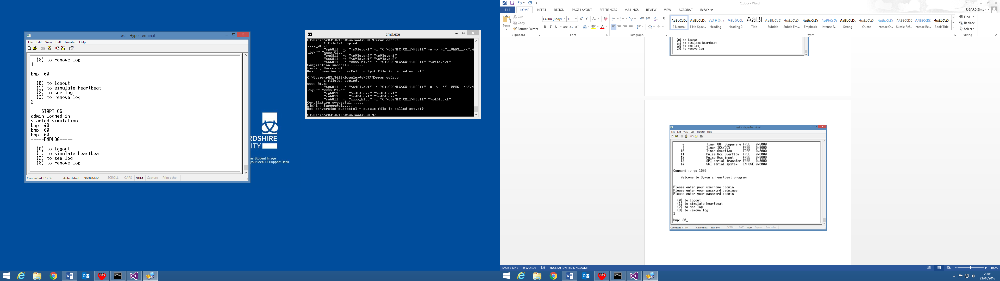 test - HyperTerminal
File Edit View Call Transfer Help
(3) to remove log
1
bmp: 60
(0) to logout
(1) to simulate heartbeat
(2) to see log
(3) to remove log
2
----STARTLOG----
admin logged in
started simulation
bmp: 48
bmp: 60
bmp: 60
-----ENDLOG-----
(0) to logout
(1) to simulate heartbeat
(2) to see log
(3) to remove log
Connected 3:12:36 Auto detect 9600 8-N-1 SCROLL CAPS NUM Capture Print echo
RDSHIRE
ITY
es Student Image
your local IT Support Desk
cmd.exe
C:\Users\r031361f\Downloads\CRAM>cram code.c
1 file(s) copied.
xxxx_01.c:
"cp6811" -o "\s9lo.cx1" -i "C:\COSMIC\CX11\H6811" -u -x -d"__VERS__=\"V4
.1q\"" "xxxx_01.c"
"cg6811" -o "\s9lo.cx2" "\s9lo.cx1"
"co6811" -o "\s9lo.cx1" "\s9lo.cx2"
"ca6811" -o "xxxx_01.o" -i "C:\COSMIC\CX11\H6811" "\s9lo.cx1"
Compilation succesful......
Linking Succesful.....
Hex conversion succesful - output file is called out.s19
C:\Users\r031361f\Downloads\CRAM>cram code.c
1 file(s) copied.
xxxx_01.c:
"cp6811" -o "\s4f4.cx1" -i "C:\COSMIC\CX11\H6811" -u -x -d"__VERS__=\"V4
.1q\"" "xxxx_01.c"
"cg6811" -o "\s4f4.cx2" "\s4f4.cx1"
"co6811" -o "\s4f4.cx1" "\s4f4.cx2"
"ca6811" -o "xxxx_01.o" -i "C:\COSMIC\CX11\H6811" "\s4f4.cx1"
Compilation succesful......
Linking Succesful.....
Hex conversion succesful - output file is called out.s19
C:\Users\r031361f\Downloads\CRAM>
C.docx - Word
FILE HOME INSERT DESIGN PAGE LAYOUT REFERENCES MAILINGS REVIEW VIEW ACROBAT RefWorks RIGARD Simon
Paste Cut Copy Format Painter
Calibri (Body) 11
AaBbCcDc AaBbCcDc AaBbCc AaBbCcD AaBl AaBbCcD AaBbCcDc AaBbCcDc AaBbCcDc AaBbCcDc AaBbCcDc AaBbCcDc AaBbCcDc AaBbCcDc AaBbCcDc
¶ Normal ¶ No Spac... Heading 1 Heading 2 Title Subtitle Subtle Em... Emphasis Intense E... Strong Quote Intense Q... Subtle Ref... Intense Re... Book Title
Find Replace Select
Clipboard Font Paragraph Styles Editing
(0) to logout
(1) to simulate heartbeat
(2) to see log
(3) to remove log
test - HyperTerminal
File Edit View Call Transfer Help
e Timer OUT Compare 4 FREE 0x8000
f Timer IC4/OC5 FREE 0x8000
10 Timer Overflow FREE 0x8000
11 Pulse Acc Overflow FREE 0x8000
12 Pulse Acc input FREE 0x8000
13 SPI serial transfer FREE 0x8000
14 SCI serial system IN USE 0x8000
Command :> go 1000
Welcome to Symon's heartbeat program
Please enter your username :admin
Please enter your password :adminee
Please enter your password :admin
(0) to logout
(1) to simulate heartbeat
(2) to see log
(3) to remove log
1
bmp: 60_
Connected 3:11:44 Auto detect 9600 8-N-1 SCROLL CAPS NUM Capture Print echo
PAGE 2 OF 2 0 WORDS ENGLISH (UNITED KINGDOM) 100%
20:02
21/04/2016